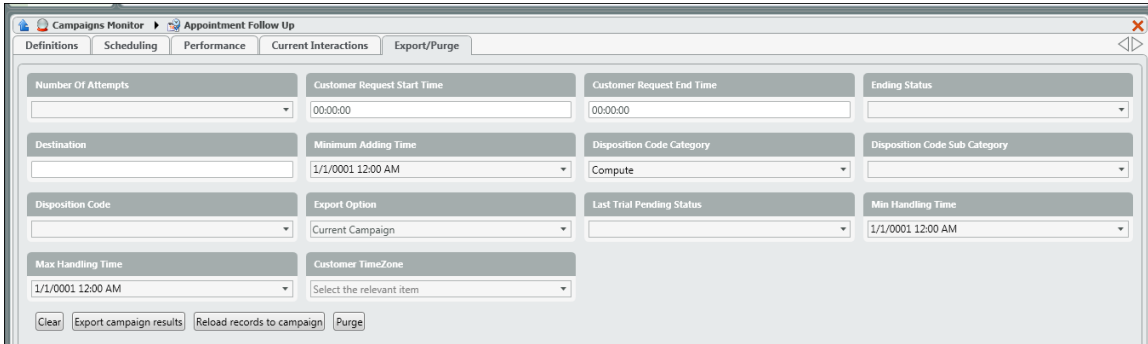 Campaigns Monitor Appointment Follow Up
Definitions Scheduling Performance Current Interactions Export/Purge
Number Of Attempts Customer Request Start Time Customer Request End Time Ending Status
00:00:00 00:00:00
Destination Minimum Adding Time Disposition Code Category Disposition Code Sub Category
1/1/0001 12:00 AM Compute
Disposition Code Export Option Last Trial Pending Status Min Handling Time
Current Campaign 1/1/0001 12:00 AM
Max Handling Time Customer TimeZone
1/1/0001 12:00 AM Select the relevant item
Clear Export campaign results Reload records to campaign Purge